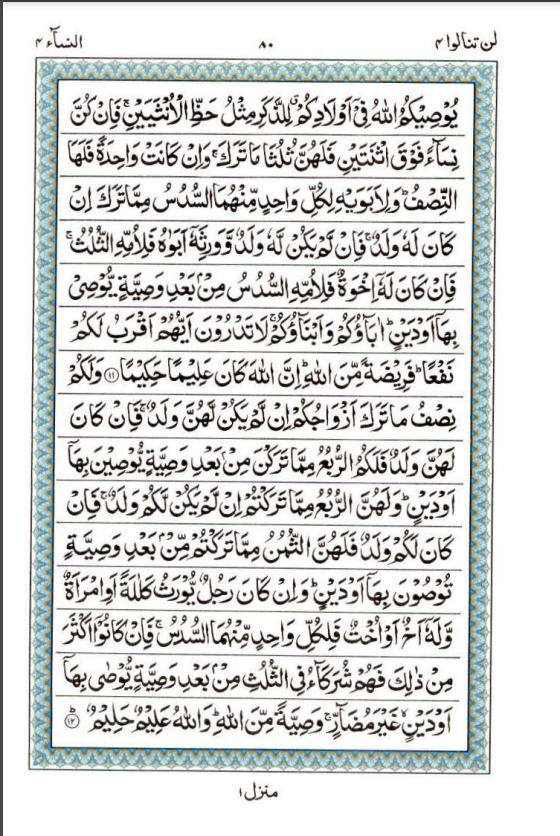 لن تنالوا ۴ ۸۰ النسآء ۴
يُوْصِيْكُمُ اللّٰهُ فِيْٓ اَوْلَادِكُمْ ۗ لِلذَّكَرِ مِثْلُ حَظِّ الْاُنْثَيَيْنِ ۚ فَاِنْ كُنَّ
نِسَآءً فَوْقَ اثْنَتَيْنِ فَلَهُنَّ ثُلُثَا مَا تَرَكَ ۚ وَاِنْ كَانَتْ وَاحِدَةً فَلَهَا
النِّصْفُ ؕ وَلِاَبَوَيْهِ لِكُلِّ وَاحِدٍ مِّنْهُمَا السُّدُسُ مِمَّا تَرَكَ اِنْ
كَانَ لَهٗ وَلَدٌ ۚ فَاِنْ لَّمْ يَكُنْ لَّهٗ وَلَدٌ وَّوَرِثَهٗٓ اَبَوٰهُ فَلِاُمِّهِ الثُّلُثُ ۚ
فَاِنْ كَانَ لَهٗٓ اِخْوَةٌ فَلِاُمِّهِ السُّدُسُ مِنْۢ بَعْدِ وَصِيَّةٍ يُّوْصِيْ
بِهَآ اَوْ دَيْنٍ ؕ اٰبَآؤُكُمْ وَاَبْنَآؤُكُمْ ۚ لَا تَدْرُوْنَ اَيُّهُمْ اَقْرَبُ لَكُمْ
نَفْعًا ؕ فَرِيْضَةً مِّنَ اللّٰهِ ؕ اِنَّ اللّٰهَ كَانَ عَلِيْمًا حَكِيْمًا ﴿۱۱﴾ وَلَكُمْ
نِصْفُ مَا تَرَكَ اَزْوَاجُكُمْ اِنْ لَّمْ يَكُنْ لَّهُنَّ وَلَدٌ ۚ فَاِنْ كَانَ
لَهُنَّ وَلَدٌ فَلَكُمُ الرُّبُعُ مِمَّا تَرَكْنَ مِنْۢ بَعْدِ وَصِيَّةٍ يُّوْصِيْنَ بِهَآ
اَوْ دَيْنٍ ؕ وَلَهُنَّ الرُّبُعُ مِمَّا تَرَكْتُمْ اِنْ لَّمْ يَكُنْ لَّكُمْ وَلَدٌ ۚ فَاِنْ
كَانَ لَكُمْ وَلَدٌ فَلَهُنَّ الثُّمُنُ مِمَّا تَرَكْتُمْ مِّنْۢ بَعْدِ وَصِيَّةٍ
تُوْصُوْنَ بِهَآ اَوْ دَيْنٍ ؕ وَاِنْ كَانَ رَجُلٌ يُّوْرَثُ كَلٰلَةً اَوِ امْرَاَةٌ
وَّلَهٗٓ اَخٌ اَوْ اُخْتٌ فَلِكُلِّ وَاحِدٍ مِّنْهُمَا السُّدُسُ ۚ فَاِنْ كَانُوْٓا اَكْثَرَ
مِنْ ذٰلِكَ فَهُمْ شُرَكَآءُ فِي الثُّلُثِ مِنْۢ بَعْدِ وَصِيَّةٍ يُّوْصٰى بِهَآ
اَوْ دَيْنٍ ۙ غَيْرَ مُضَآرٍّ ۚ وَصِيَّةً مِّنَ اللّٰهِ ؕ وَاللّٰهُ عَلِيْمٌ حَلِيْمٌ ﴿ؕ۱۲﴾
منزل ۱